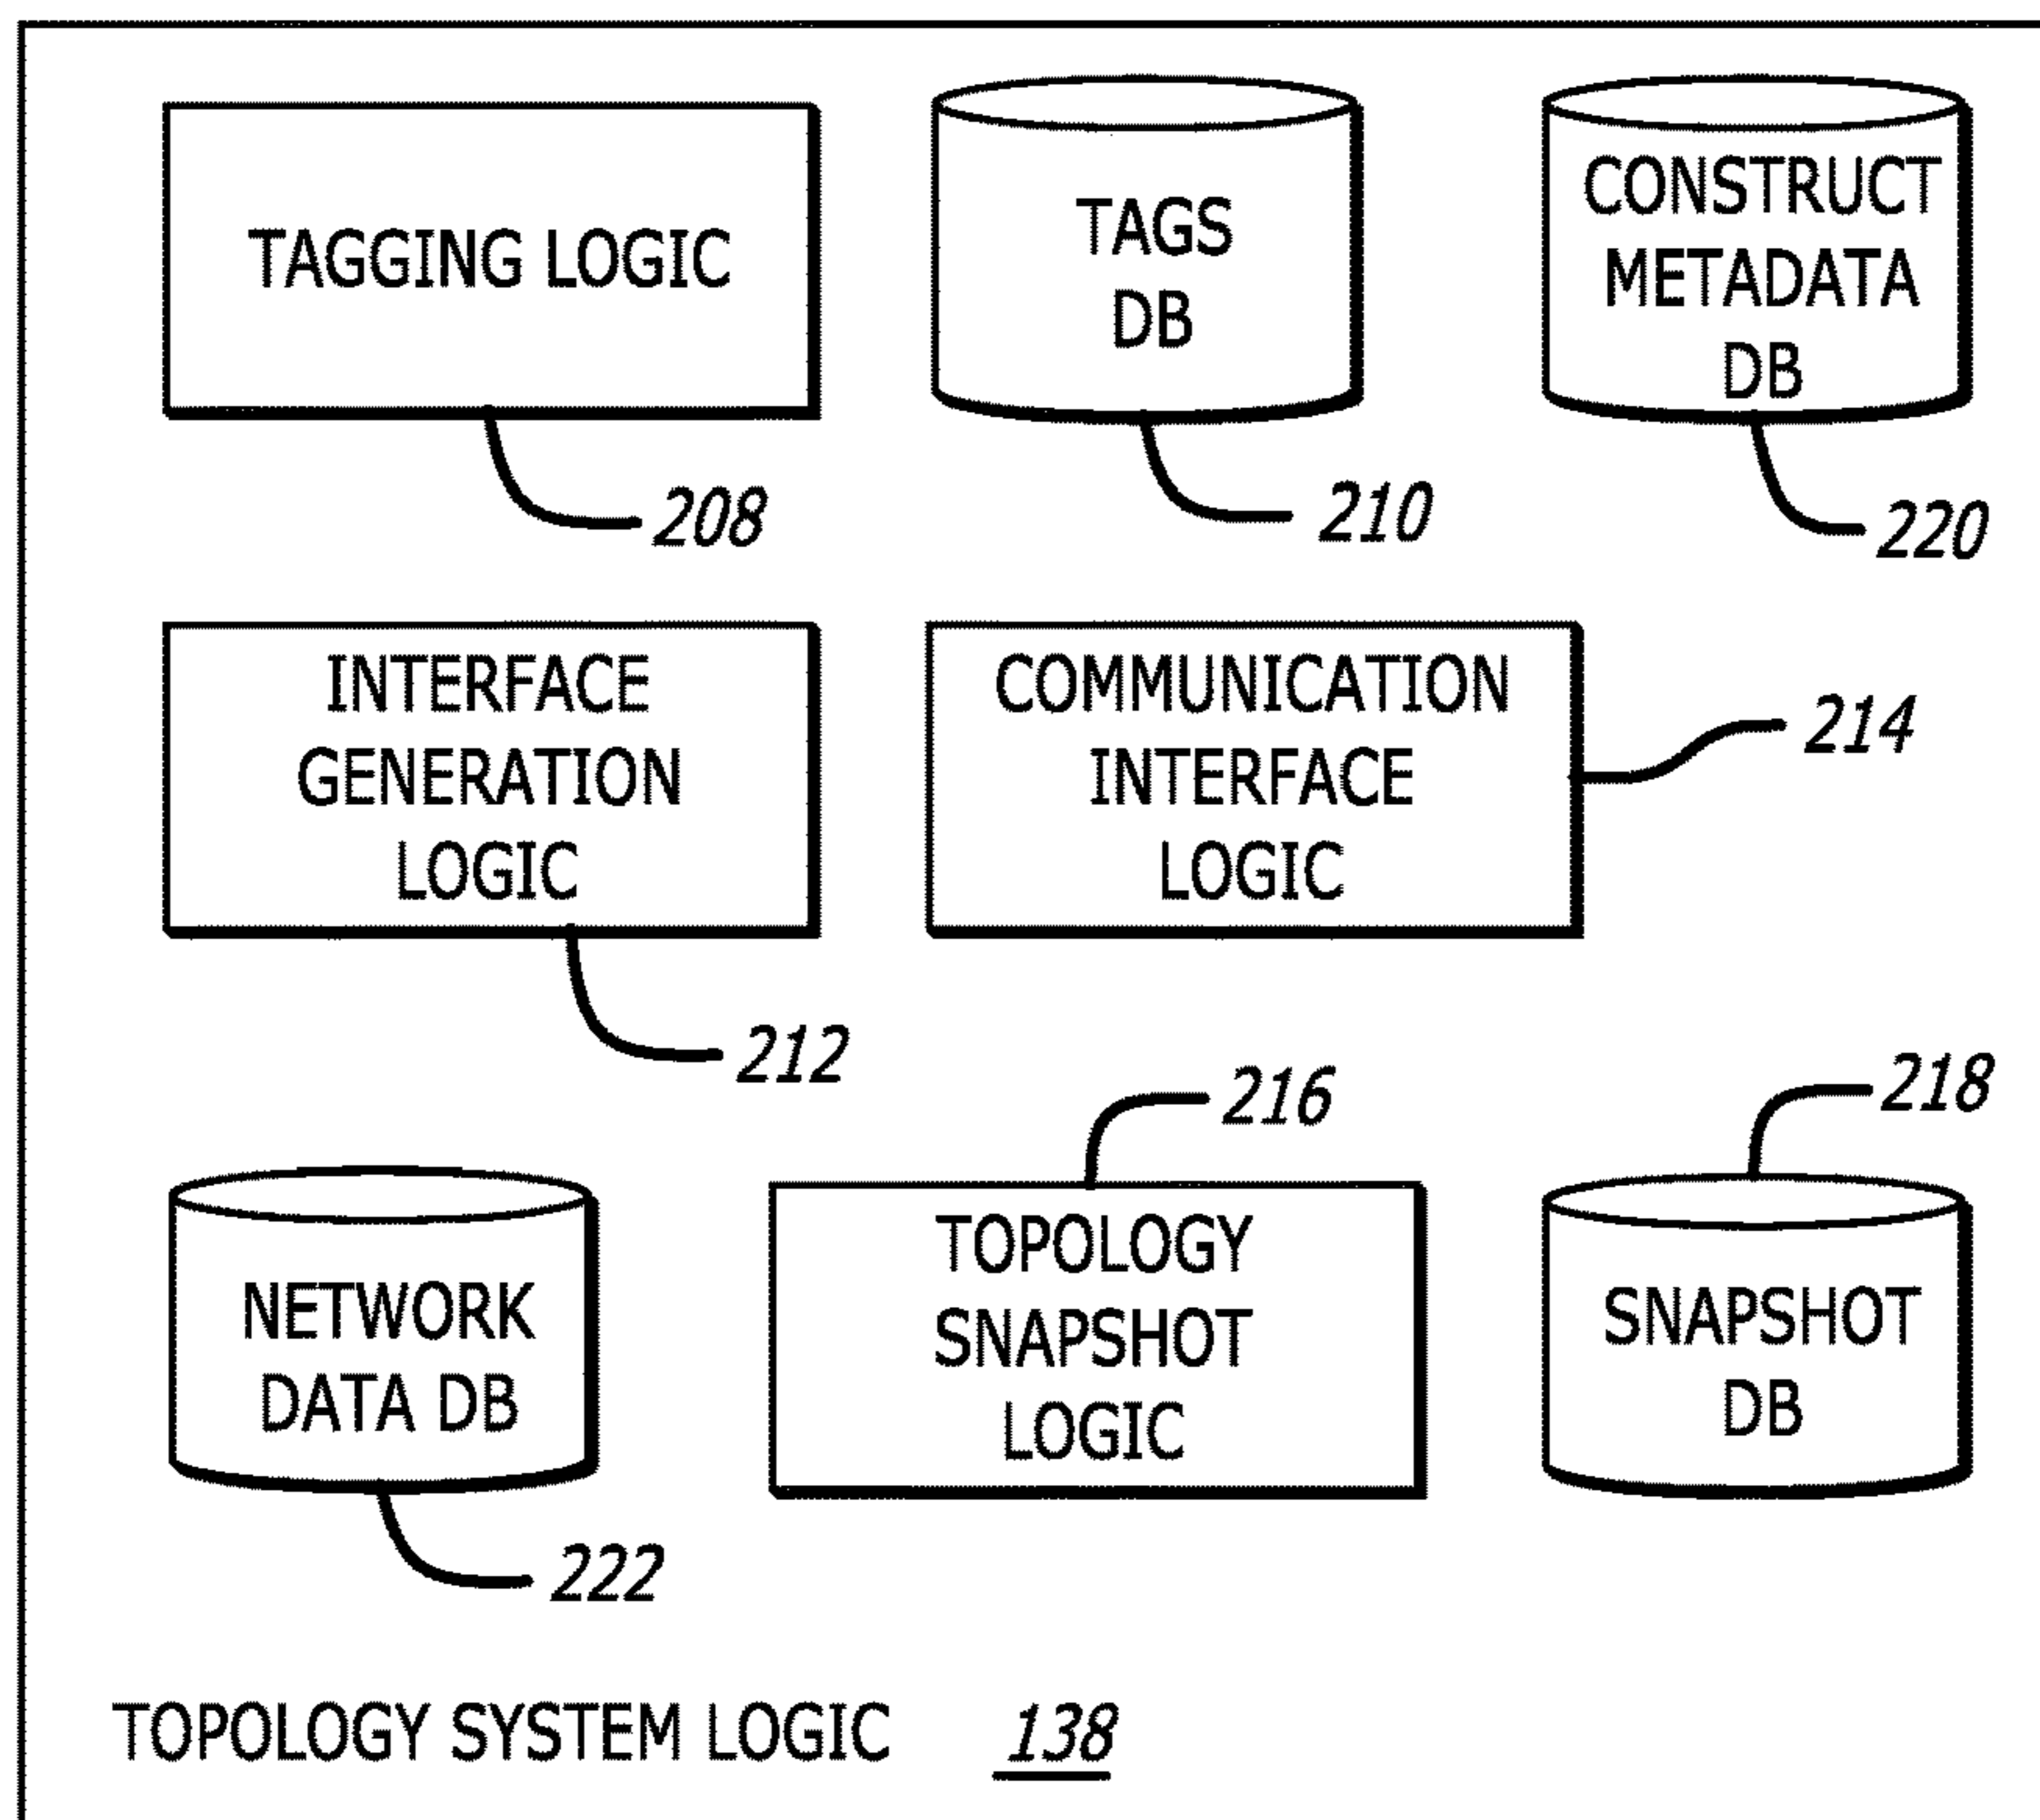 TAGGING LOGIC
208
TAGS
DB
210
CONSTRUCT
METADATA
DB
220
INTERFACE
GENERATION
LOGIC
212
COMMUNICATION
INTERFACE
LOGIC
214
NETWORK
DATA DB
222
216
TOPOLOGY
SNAPSHOT
LOGIC
218
SNAPSHOT
DB
TOPOLOGY SYSTEM LOGIC 138